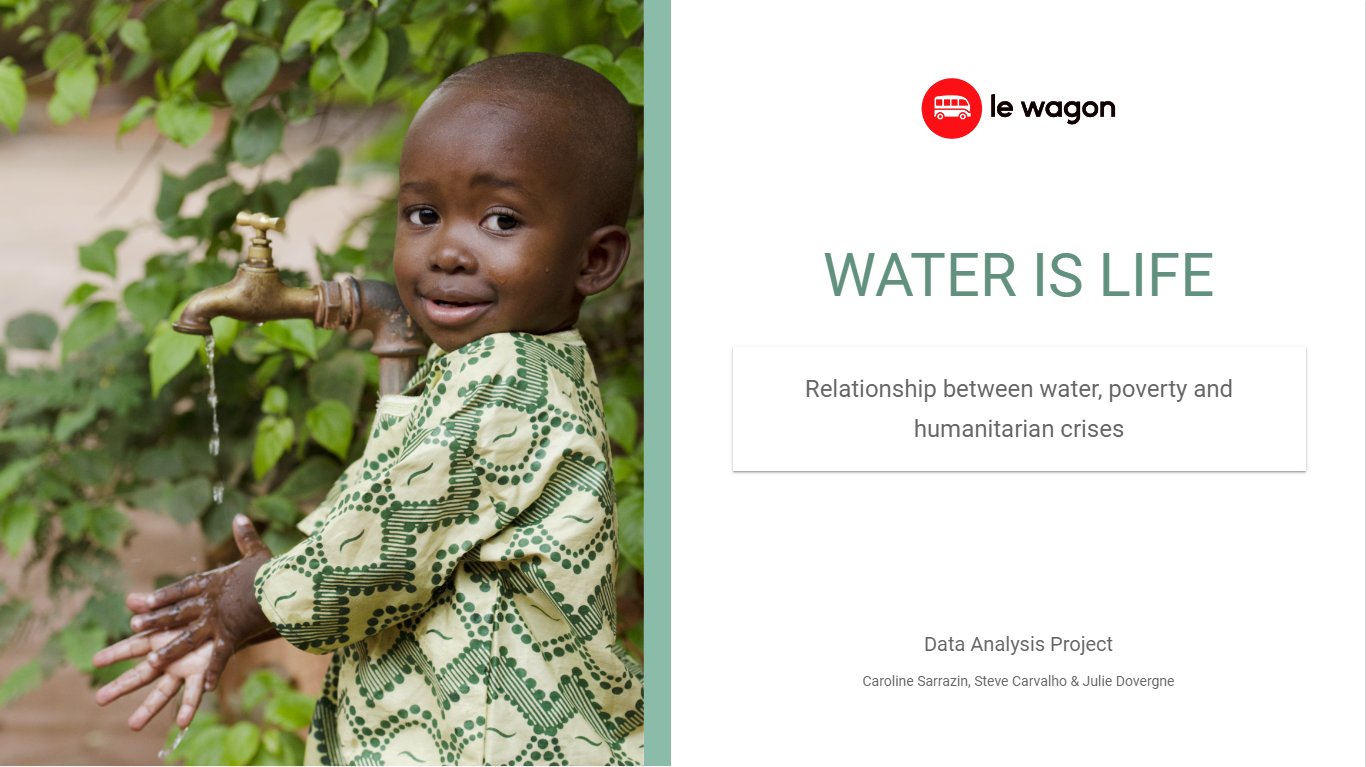 le wagon
WATER IS LIFE
Relationship between water, poverty and
humanitarian crises
Data Analysis Project
Caroline Sarrazin, Steve Carvalho & Julie Dovergne